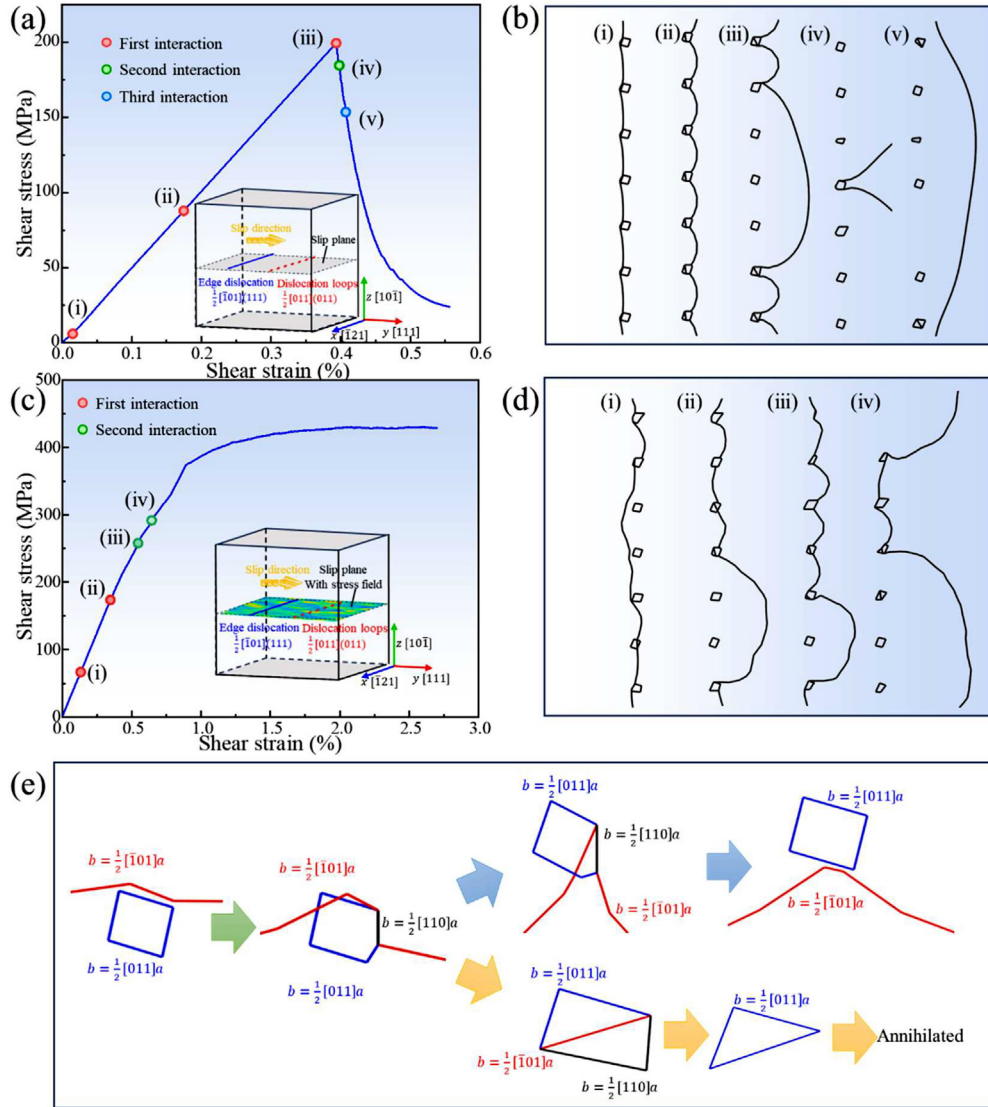 (a)
200
150
100
50
0
Shear stress (MPa)
First interaction
Second interaction
Third interaction
(i)
(ii)
(iii)
(iv)
(v)
Slip direction
Slip plane
Edge dislocation
½[1̄01](111)
Dislocation loops
½[011](011)
z [101̄]
y [111]
x [1̄21]
0.0 0.1 0.2 0.3 0.4 0.5 0.6
Shear strain (%)
(b)
(i) (ii) (iii) (iv) (v)
(c)
500
400
300
200
100
0
Shear stress (MPa)
First interaction
Second interaction
(iv)
(iii)
(ii)
(i)
Slip direction
Slip plane
With stress field
Edge dislocation
½[1̄01](111)
Dislocation loops
½[011](011)
z [101̄]
y [111]
x [1̄21]
0.0 0.5 1.0 1.5 2.0 2.5 3.0
Shear strain (%)
(d)
(i) (ii) (iii) (iv)
(e)
b = ½[1̄01]a
b = ½[011]a
b = ½[1̄01]a
b = ½[110]a
b = ½[011]a
b = ½[011]a
b = ½[110]a
b = ½[1̄01]a
b = ½[011]a
b = ½[1̄01]a
b = ½[011]a
b = ½[1̄01]a
b = ½[110]a
b = ½[011]a
Annihilated